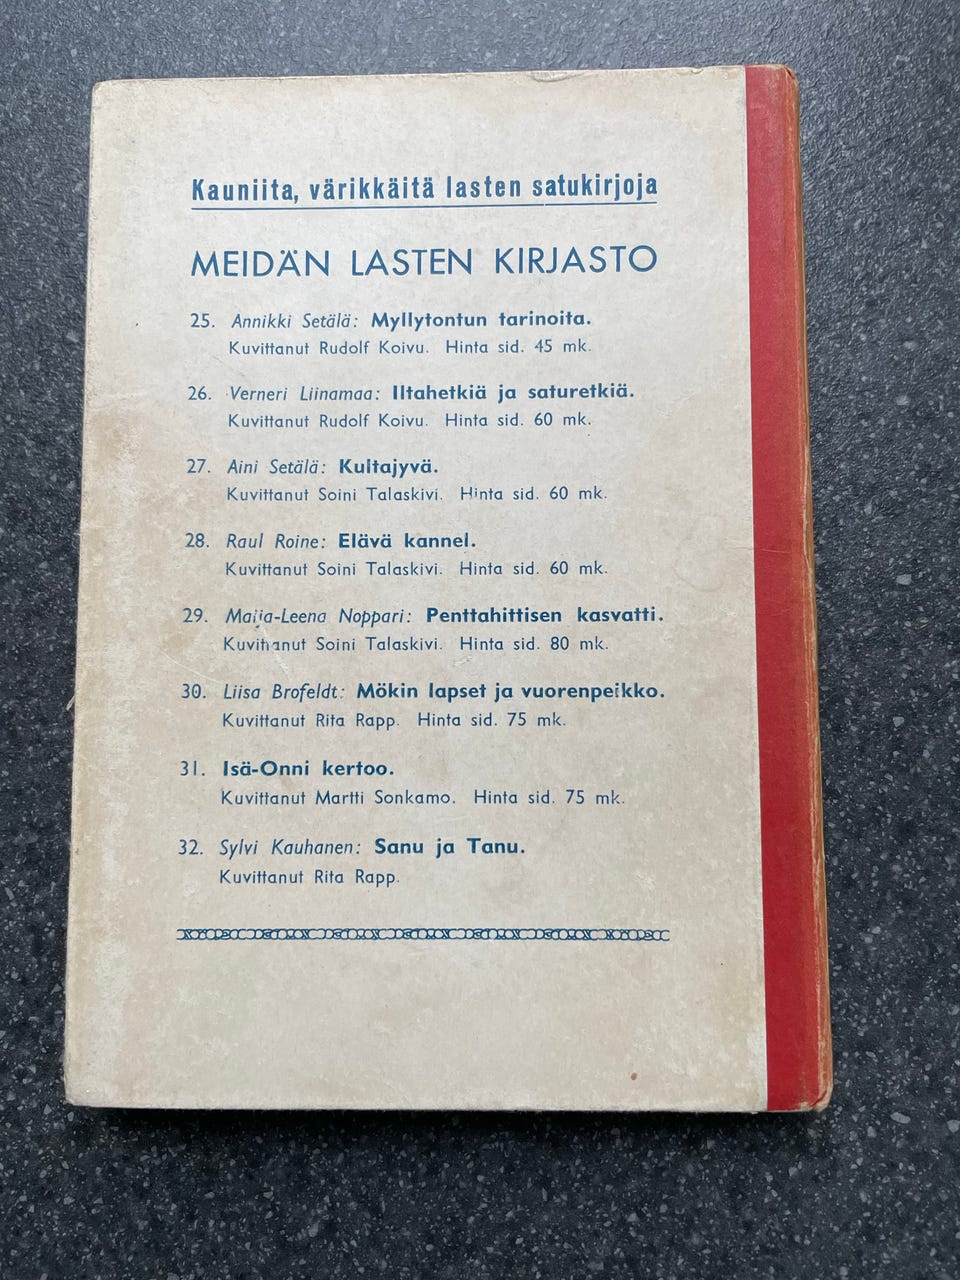 Kauniita, värikkäitä lasten satukirjoja
MEIDÄN LASTEN KIRJASTO
25. Annikki Setälä: Myllytontun tarinoita.
Kuvittanut Rudolf Koivu. Hinta sid. 45 mk.
26. Verneri Liinamaa: Iltahetkiä ja saturetkiä.
Kuvittanut Rudolf Koivu. Hinta sid. 60 mk.
27. Aini Setälä: Kultajyvä.
Kuvittanut Soini Talaskivi. Hinta sid. 60 mk.
28. Raul Roine: Elävä kannel.
Kuvittanut Soini Talaskivi. Hinta sid. 60 mk.
29. Maija-Leena Noppari: Penttahittisen kasvatti.
Kuvittanut Soini Talaskivi. Hinta sid. 80 mk.
30. Liisa Brofeldt: Mökin lapset ja vuorenpeikko.
Kuvittanut Rita Rapp. Hinta sid. 75 mk.
31. Isä-Onni kertoo.
Kuvittanut Martti Sonkamo. Hinta sid. 75 mk.
32. Sylvi Kauhanen: Sanu ja Tanu.
Kuvittanut Rita Rapp.